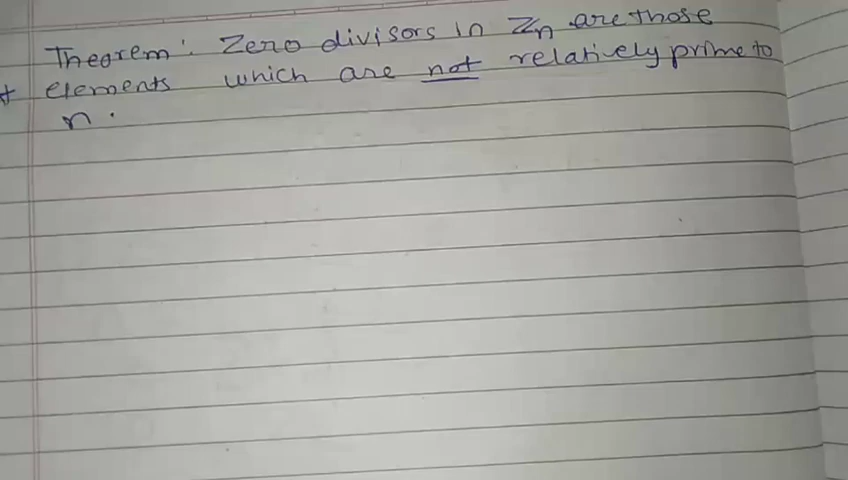 Theorem: Zero divisors in Zn are those
elements which are not relatively prime to
n.